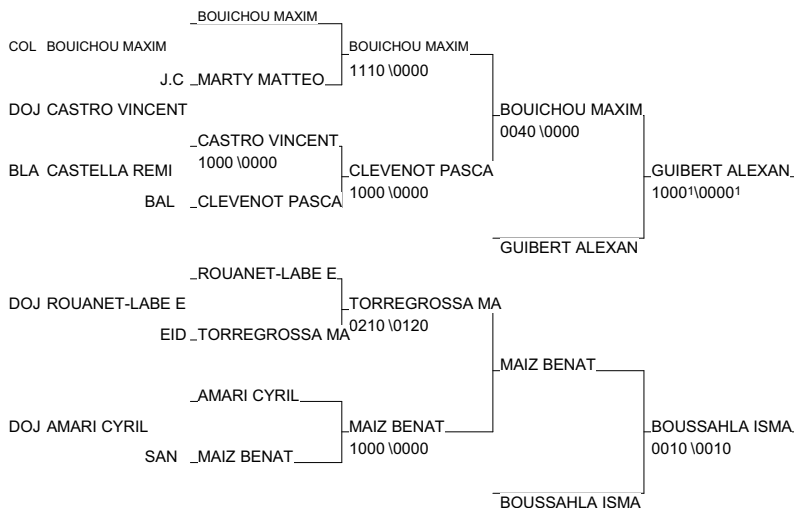 BOUICHOU MAXIM
COL BOUICHOU MAXIM
BOUICHOU MAXIM
1110 \0000
J.C MARTY MATTEO
DOJ CASTRO VINCENT
BOUICHOU MAXIM
0040 \0000
CASTRO VINCENT
1000 \0000
BLA CASTELLA REMI
CLEVENOT PASCA
1000 \0000
GUIBERT ALEXAN
1000¹\0000¹
BAL CLEVENOT PASCA
GUIBERT ALEXAN
ROUANET-LABE E
DOJ ROUANET-LABE E
TORREGROSSA MA
0210 \0120
EID TORREGROSSA MA
MAIZ BENAT
AMARI CYRIL
DOJ AMARI CYRIL
MAIZ BENAT
1000 \0000
BOUSSAHLA ISMA
0010 \0010
SAN MAIZ BENAT
BOUSSAHLA ISMA